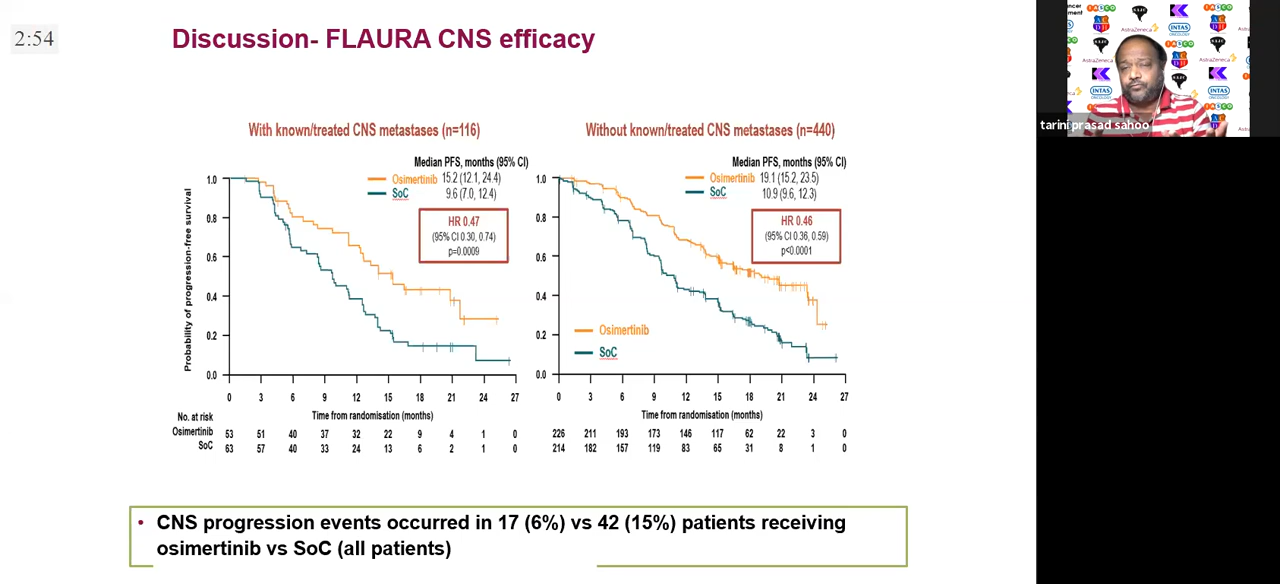 2:54
Discussion- FLAURA CNS efficacy
With known/treated CNS metastases (n=116)
Median PFS, months (95% CI)
Osimertinib 15.2 (12.1, 24.4)
SoC 9.6 (7.0, 12.4)
HR 0.47
(95% CI 0.30, 0.74)
p=0.0009
Probability of progression-free survival
1.0
0.8
0.6
0.4
0.2
0.0
0 3 6 9 12 15 18 21 24 27
Time from randomisation (months)
No. at risk
Osimertinib 53 51 40 37 32 22 9 4 1 0
SoC 63 57 40 33 24 13 6 2 1 0
Without known/treated CNS metastases (n=440)
Median PFS, months (95% CI)
Osimertinib 19.1 (15.2, 23.5)
SoC 10.9 (9.6, 12.3)
HR 0.46
(95% CI 0.36, 0.59)
p<0.0001
1.0
0.8
0.6
0.4
0.2
0.0
Osimertinib
SoC
0 3 6 9 12 15 18 21 24 27
Time from randomisation (months)
226 211 193 173 146 117 62 22 3 0
214 182 157 119 83 65 31 8 1 0
• CNS progression events occurred in 17 (6%) vs 42 (15%) patients receiving
osimertinib vs SoC (all patients)
tarini prasad sahoo
AstraZeneca
INTAS
ONCOLOGY
INTAS
ONCOLOGY